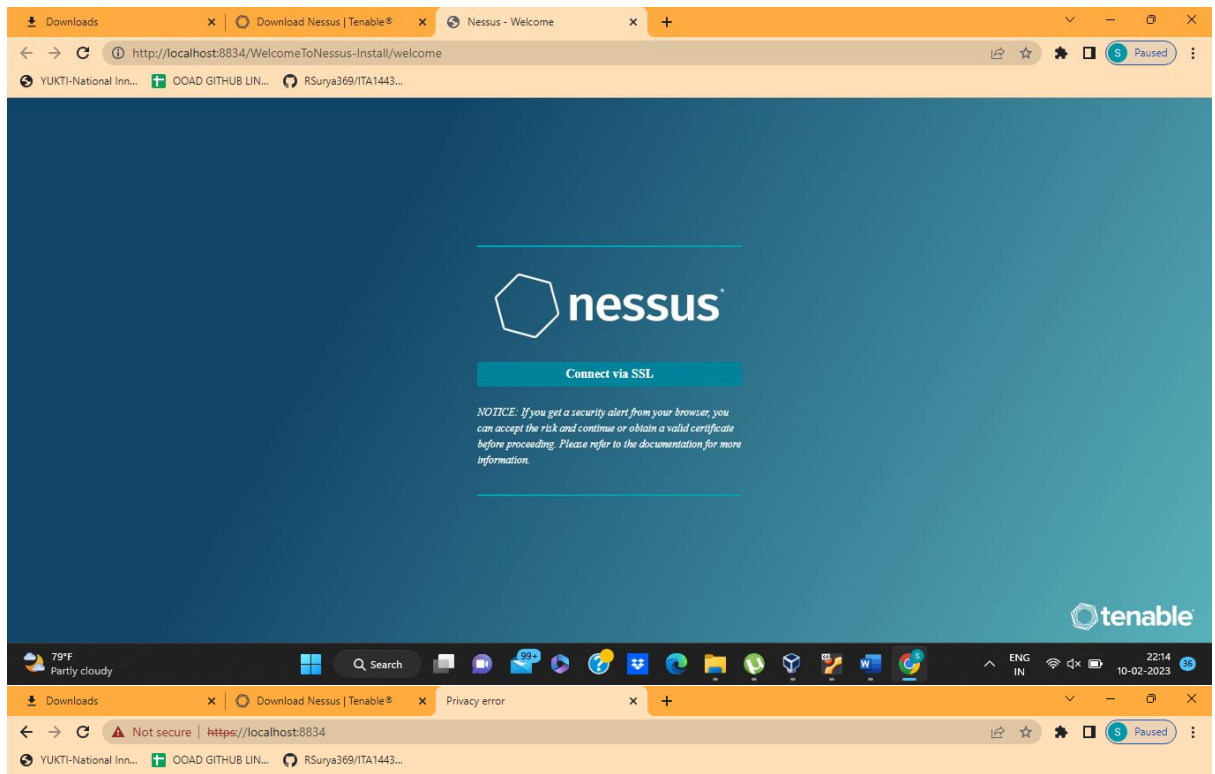 Downloads Download Nessus | Tenable® Nessus - Welcome
http://localhost:8834/WelcomeToNessus-Install/welcome Paused
YUKTI-National Inn... OOAD GITHUB LIN... RSurya369/ITA1443...
nessus
Connect via SSL
NOTICE: If you get a security alert from your browser, you
can accept the risk and continue or obtain a valid certificate
before proceeding. Please refer to the documentation for more
information.
tenable
79°F
Partly cloudy
Search
99+
ENG
IN
22:14
10-02-2023
36
Downloads Download Nessus | Tenable® Privacy error
Not secure | https://localhost:8834 S Paused
YUKTI-National Inn... OOAD GITHUB LIN... RSurya369/ITA1443...